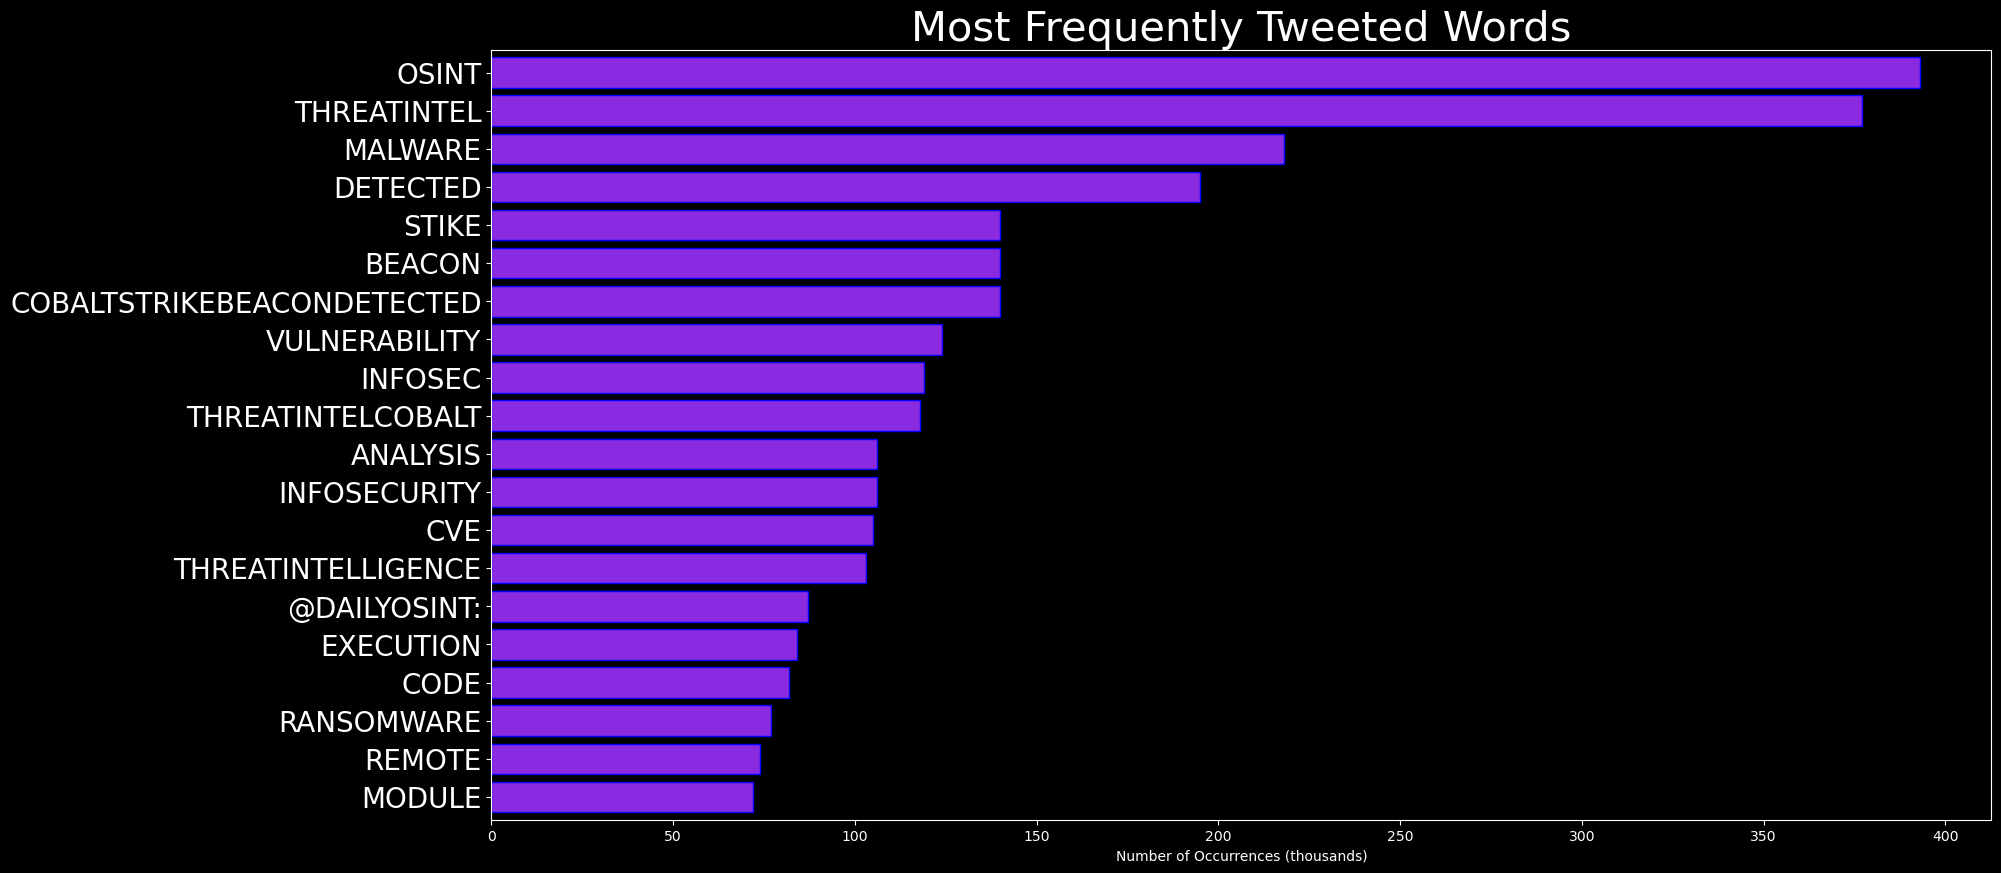 Most Frequently Tweeted Words
OSINT
THREATINTEL
MALWARE
DETECTED
STIKE
BEACON
COBALTSTRIKEBEACONDETECTED
VULNERABILITY
INFOSEC
THREATINTELCOBALT
ANALYSIS
INFOSECURITY
CVE
THREATINTELLIGENCE
@DAILYOSINT:
EXECUTION
CODE
RANSOMWARE
REMOTE
MODULE
0 50 100 150 200 250 300 350 400
Number of Occurrences (thousands)